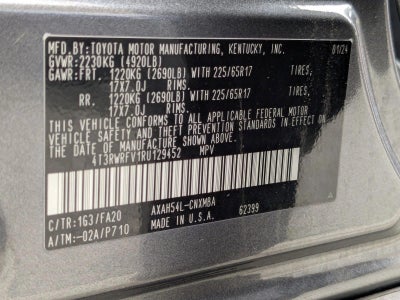 MFD.BY:TOYOTA MOTOR MANUFACTURING, KENTUCKY, INC. 01/24
GVWR:2230KG (4920LB)
GAWR:FRT. 1220KG (2690LB) WITH 225/65R17 TIRES,
17X7.0J RIMS.
RR. 1220KG (2690LB) WITH 225/65R17 TIRES,
17X7.0J RIMS.
THIS VEHICLE CONFORMS TO ALL APPLICABLE FEDERAL MOTOR
VEHICLE SAFETY AND THEFT PREVENTION STANDARDS
IN EFFECT ON THE DATE OF MANUFACTURE SHOWN ABOVE.
4T3RWRFV1RU129452 MPV
C/TR:1G3/FA20 AXAH54L-CNXMBA
A/TM:-02A/P710 MADE IN U.S.A. 62399